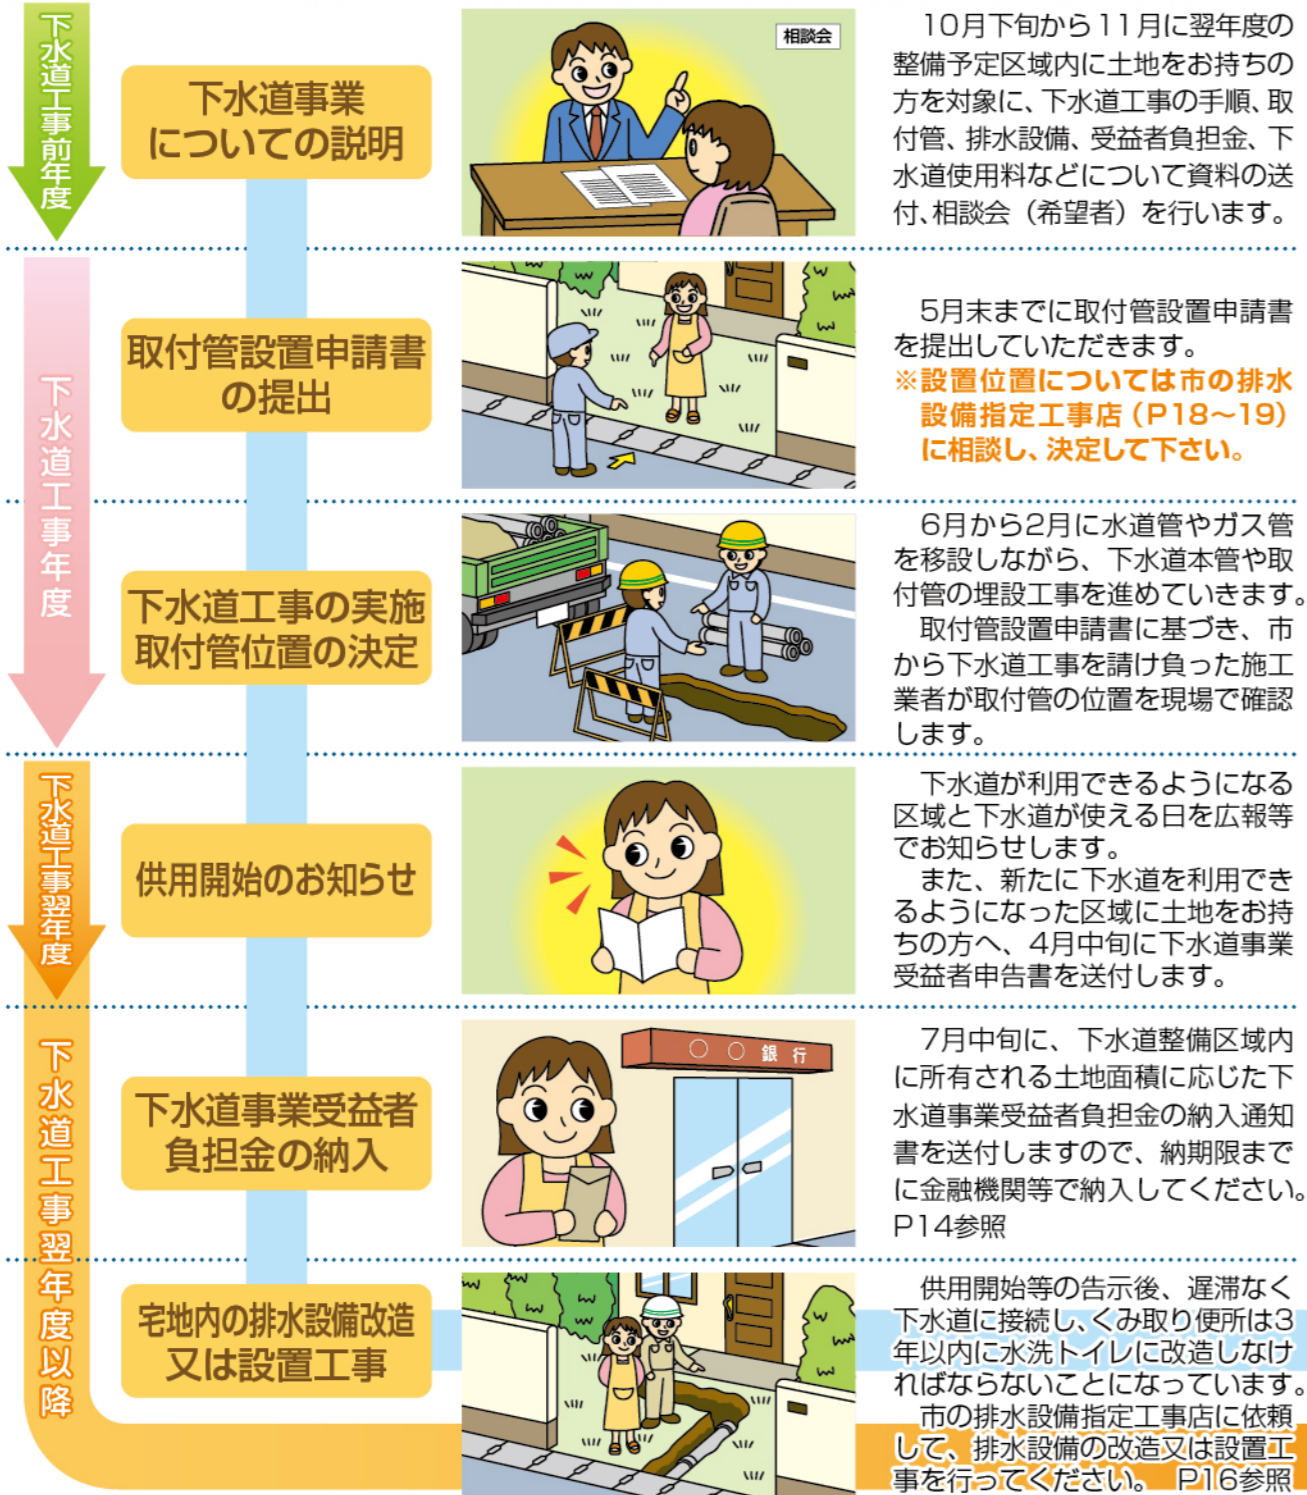 下水道工事前年度
下水道事業
についての説明
相談会
10月下旬から11月に翌年度の
整備予定区域内に土地をお持ちの
方を対象に、下水道工事の手順、取
付管、排水設備、受益者負担金、下
水道使用料などについて資料の送
付、相談会（希望者）を行います。
下水道工事年度
取付管設置申請書
の提出
5月末までに取付管設置申請書
を提出していただきます。
※設置位置については市の排水
設備指定工事店（P18～19）
に相談し、決定して下さい。
下水道工事の実施
取付管位置の決定
6月から2月に水道管やガス管
を移設しながら、下水道本管や取
付管の埋設工事を進めていきます。
取付管設置申請書に基づき、市
から下水道工事を請け負った施工
業者が取付管の位置を現場で確認
します。
下水道工事翌年度
供用開始のお知らせ
下水道が利用できるようになる
区域と下水道が使える日を広報等
でお知らせします。
また、新たに下水道を利用でき
るようになった区域に土地をお持
ちの方へ、4月中旬に下水道事業
受益者申告書を送付します。
下水道工事翌年度以降
下水道事業受益者
負担金の納入
〇〇銀行
7月中旬に、下水道整備区域内
に所有される土地面積に応じた下
水道事業受益者負担金の納入通知
書を送付しますので、納期限まで
に金融機関等で納入してください。
P14参照
宅地内の排水設備改造
又は設置工事
供用開始等の告示後、遅滞なく
下水道に接続し、くみ取り便所は3
年以内に水洗トイレに改造しなけ
ればならないことになっています。
市の排水設備指定工事店に依頼
して、排水設備の改造又は設置工
事を行ってください。　P16参照